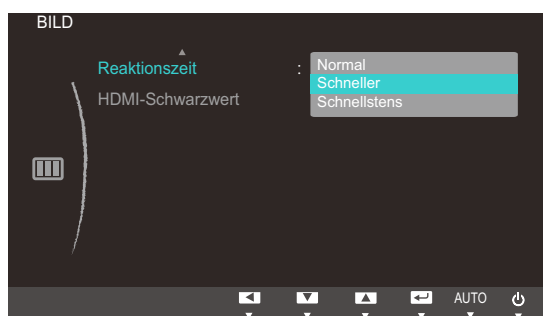 BILD
Reaktionszeit : Normal
Schneller
HDMI-Schwarzwert Schnellstens
AUTO